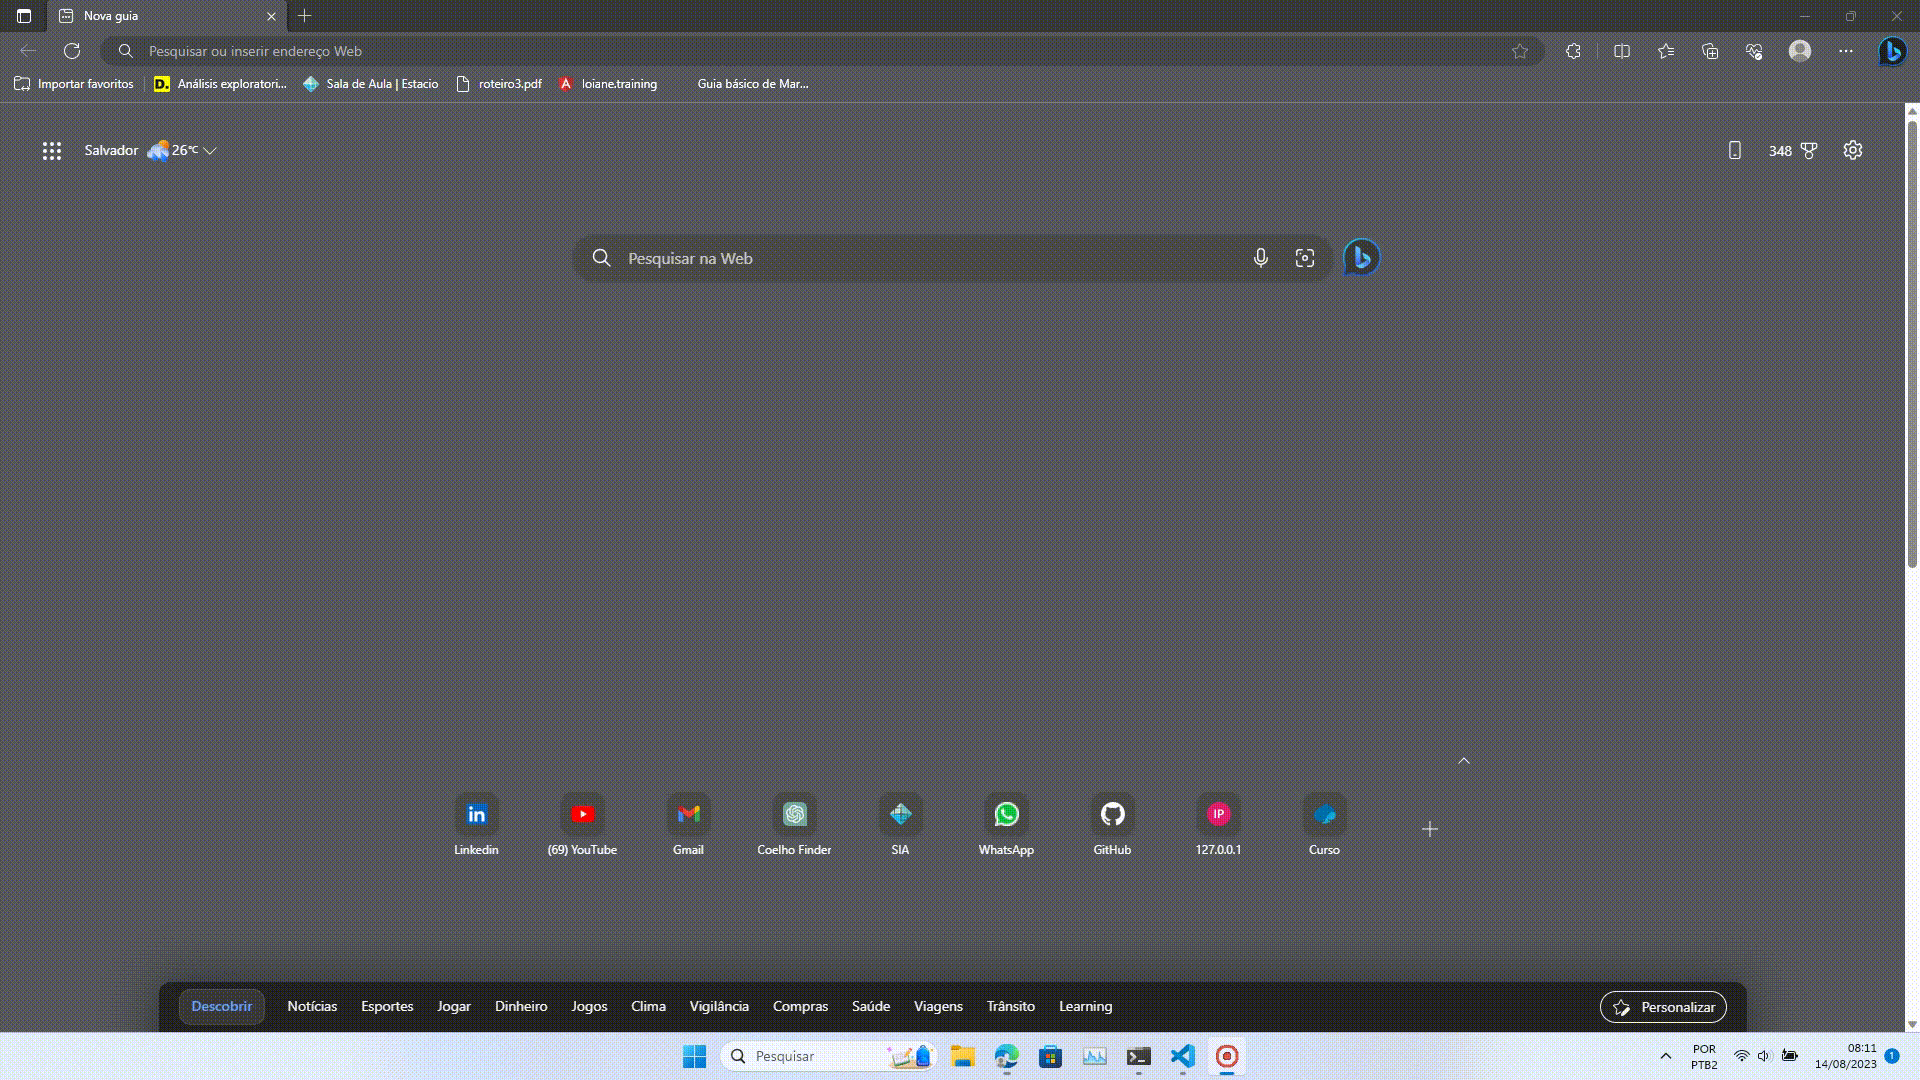 Nova guia
Pesquisar ou inserir endereço Web
Importar favoritos
D. Análisis exploratori...
Sala de Aula | Estacio
roteiro3.pdf
loiane.training
Guia básico de Mar...
Salvador 26°C
348
Pesquisar na Web
Linkedin
(69) YouTube
Gmail
Coelho Finder
SIA
WhatsApp
GitHub
IP
127.0.0.1
Curso
Descobrir Notícias Esportes Jogar Dinheiro Jogos Clima Vigilância Compras Saúde Viagens Trânsito Learning Personalizar
Pesquisar
POR
PTB2
08:11
14/08/2023
1